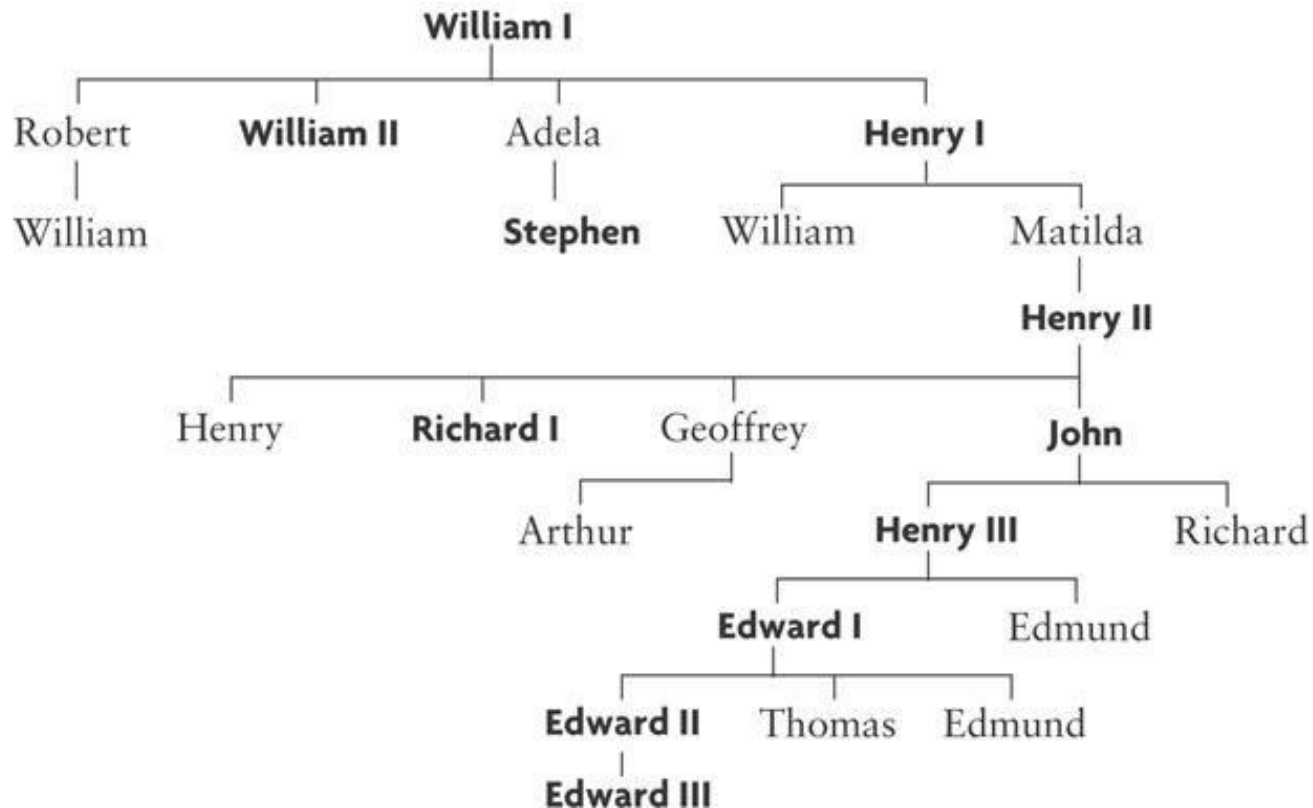 William I
Robert William II Adela Henry I
William Stephen William Matilda
Henry II
Henry Richard I Geoffrey John
Arthur Henry III Richard
Edward I Edmund
Edward II Thomas Edmund
Edward III